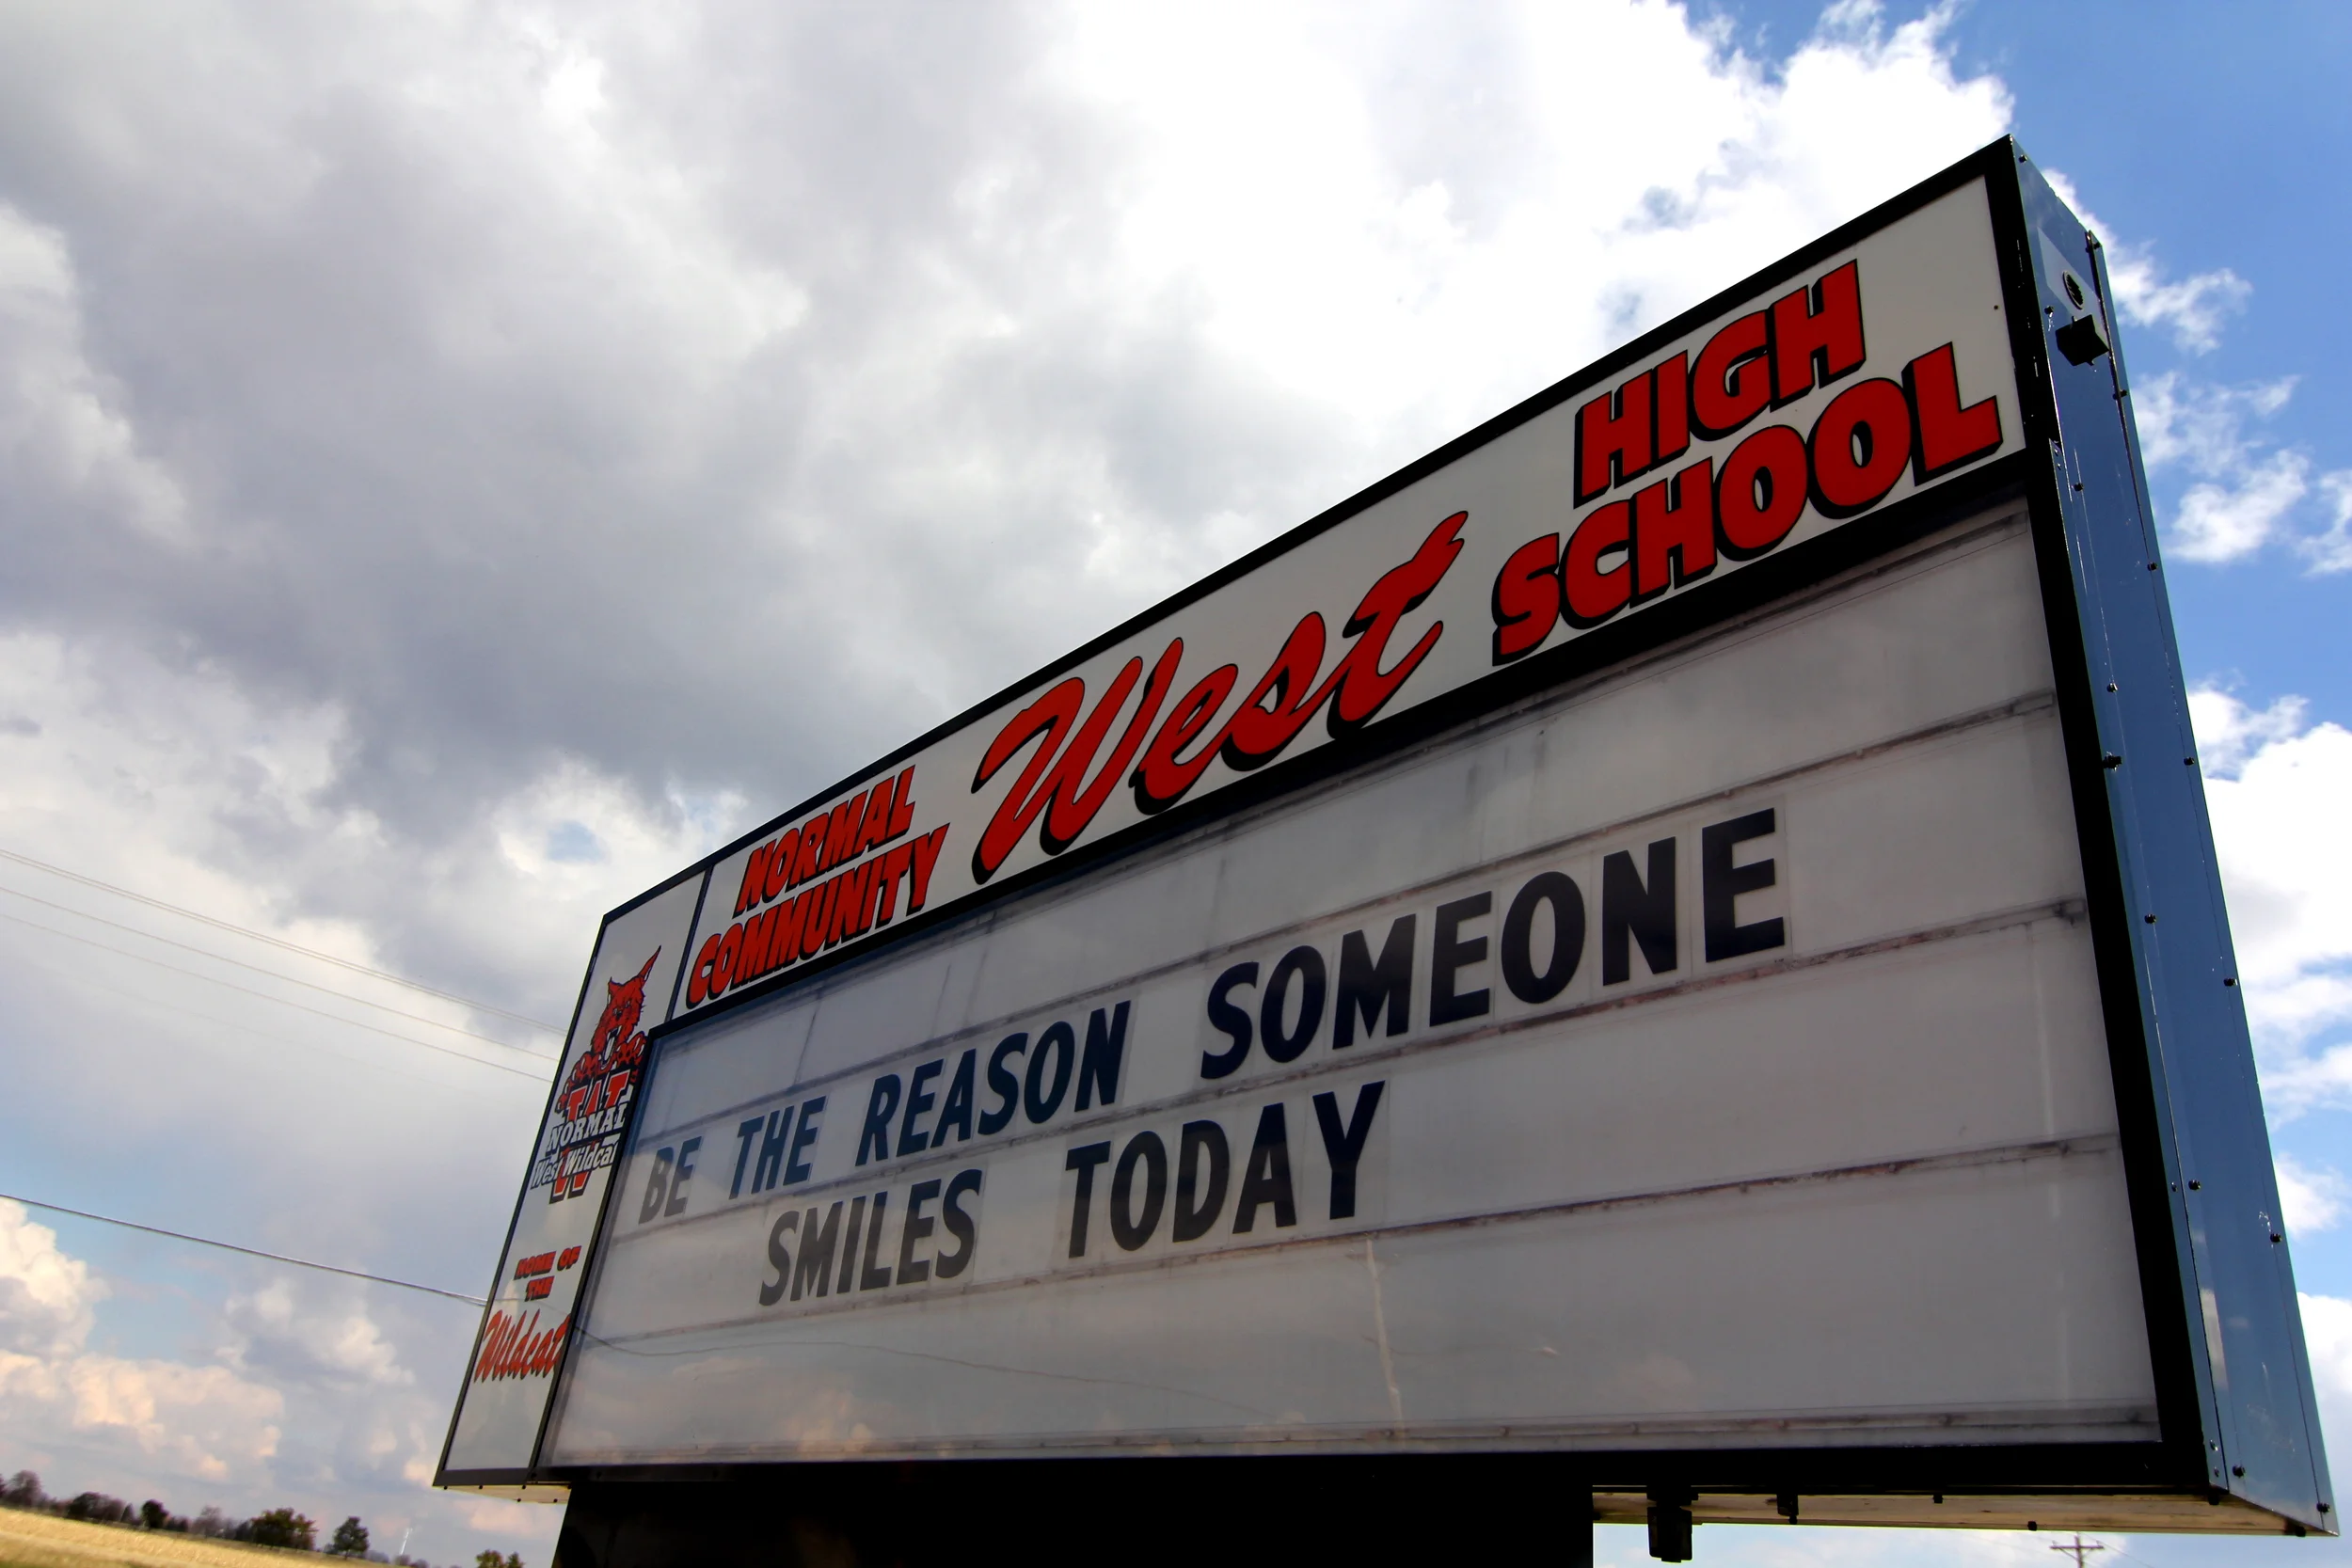 NORMAL
COMMUNITY
West
HIGH
SCHOOL
NORMAL
West Wildcat
W
HOME OF
THE
Wildcat
BE THE REASON SOMEONE
SMILES TODAY